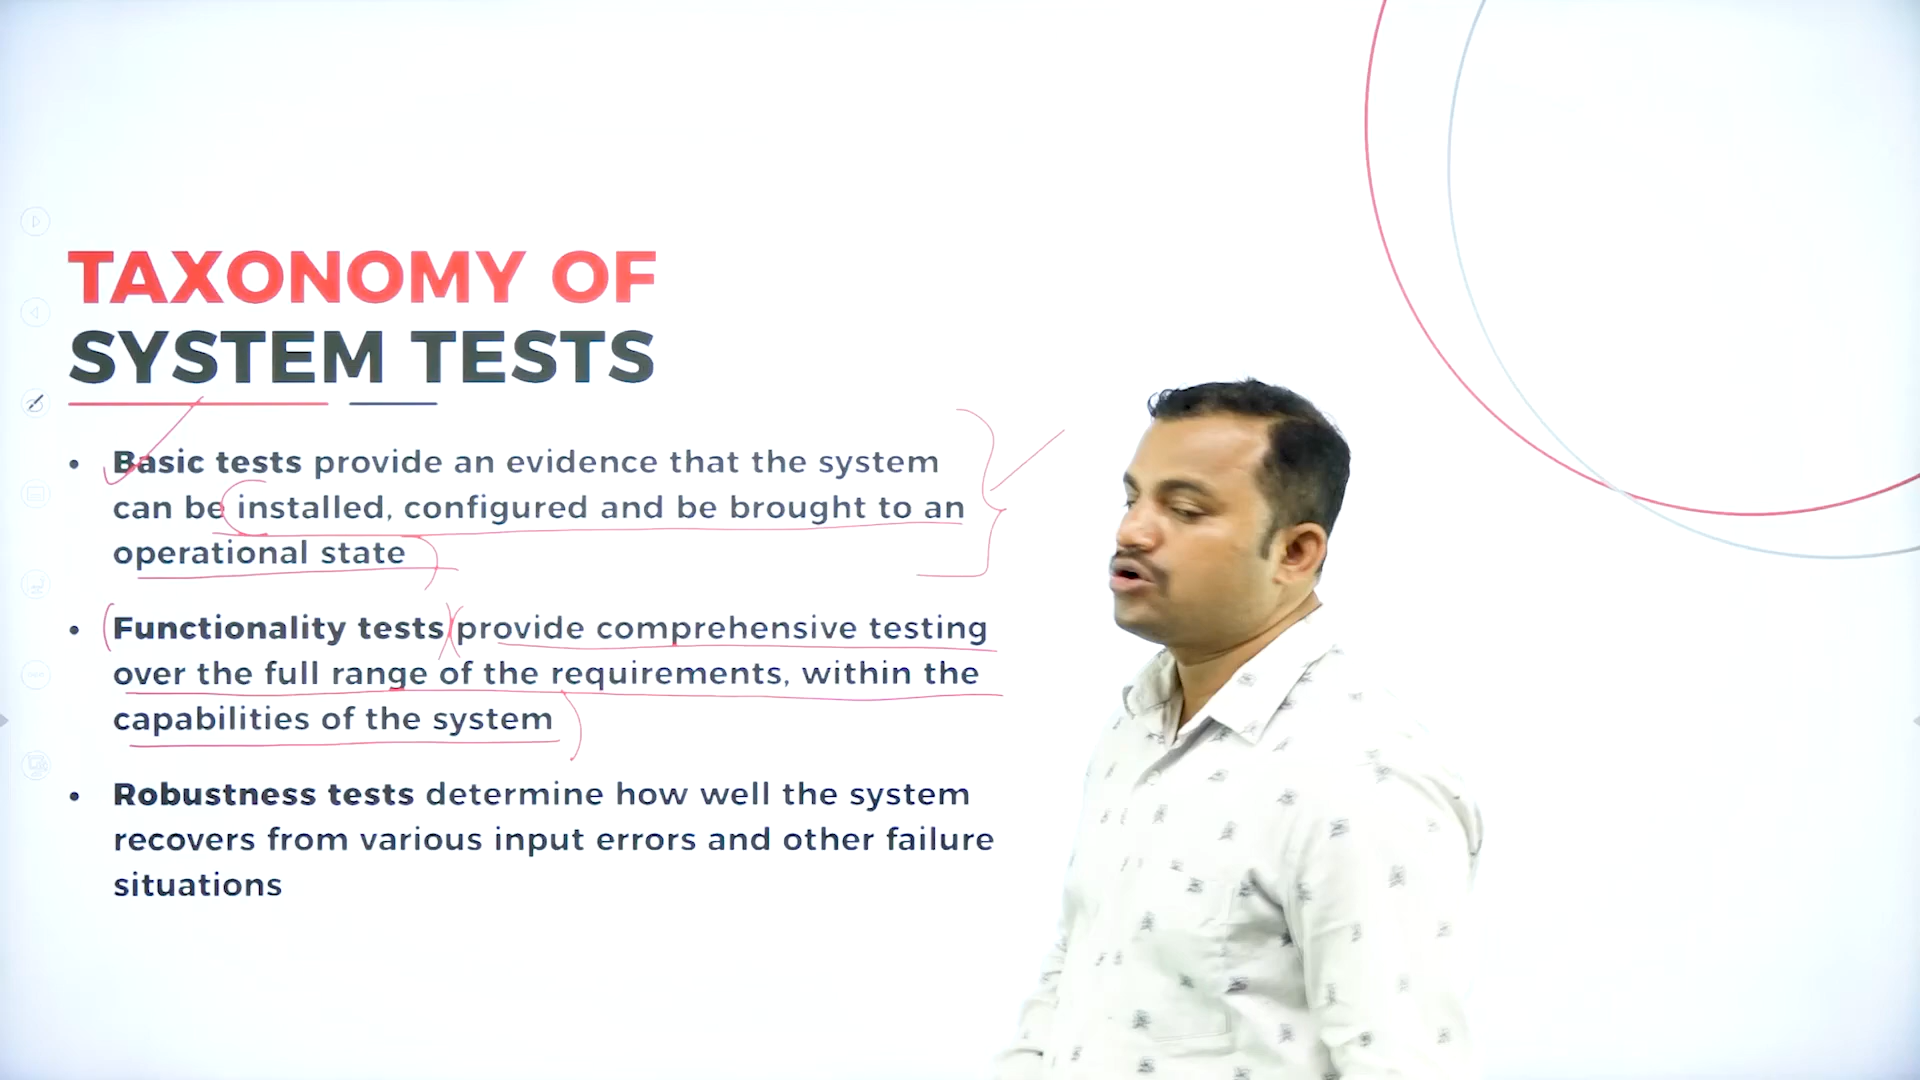 TAXONOMY OF
SYSTEM TESTS
• Basic tests provide an evidence that the system
can be installed, configured and be brought to an
operational state
• Functionality tests provide comprehensive testing
over the full range of the requirements, within the
capabilities of the system
• Robustness tests determine how well the system
recovers from various input errors and other failure
situations